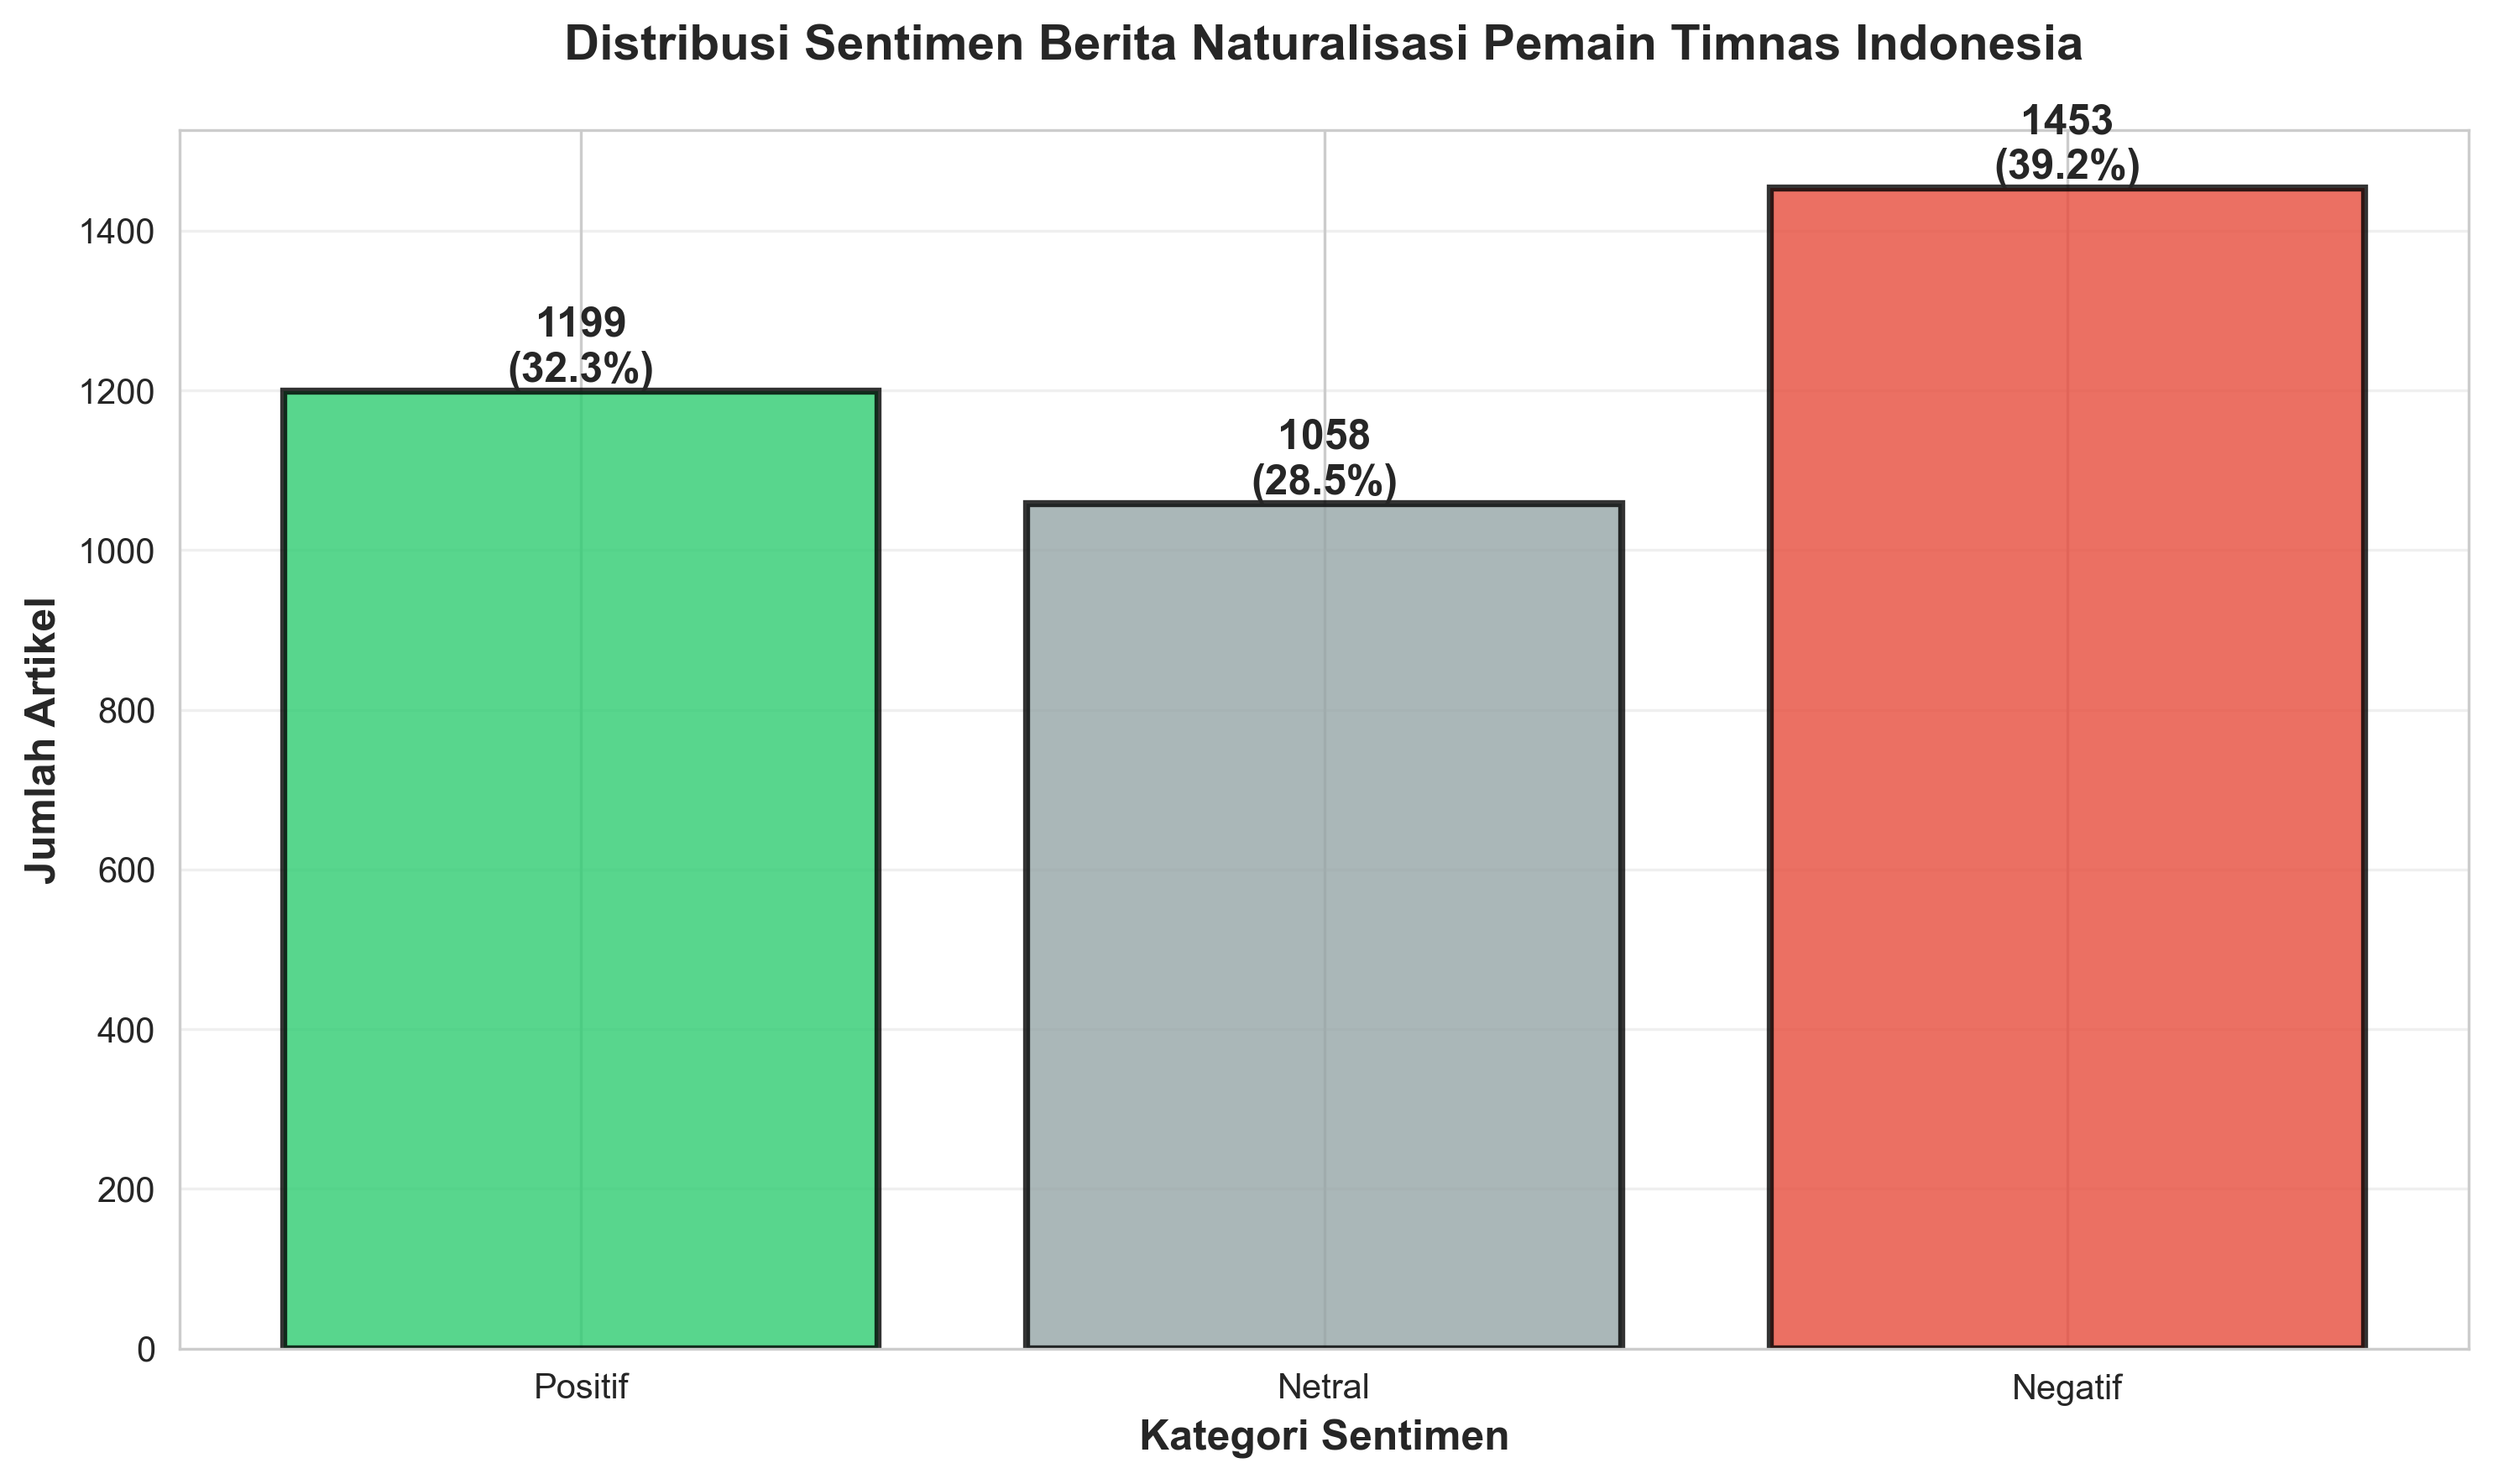 Distribusi Sentimen Berita Naturalisasi Pemain Timnas Indonesia
1453
(39.2%)
1400
1199
(32.3%)
1200
1058
(28.5%)
1000
800
600
400
200
0
Jumlah Artikel
Positif
Netral
Negatif
Kategori Sentimen